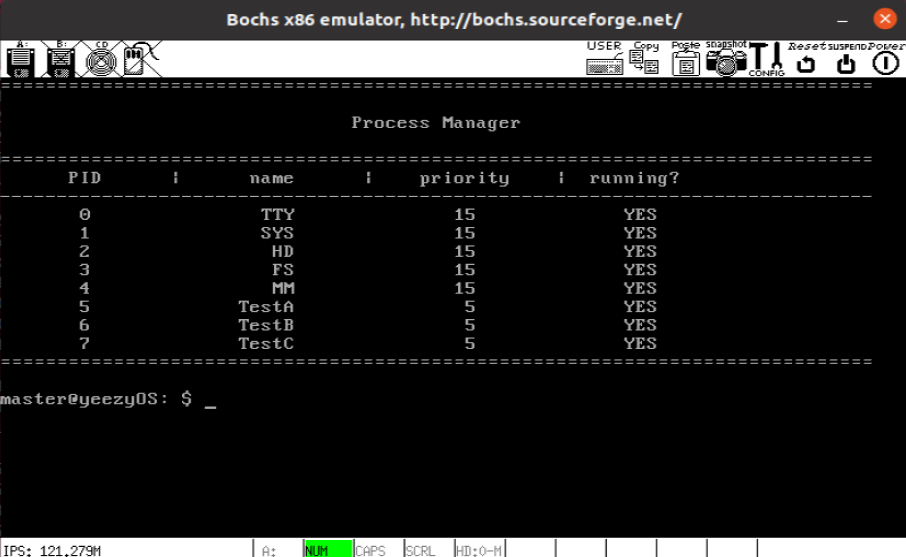 Bochs x86 emulator, http://bochs.sourceforge.net/
A: B: CD USER Copy Paste snapshot CONFIG Reset SUSPEND Power
================================================================================
Process Manager
================================================================================
PID | name | priority | running?
--------------------------------------------------------------------------------
0 TTY 15 YES
1 SYS 15 YES
2 HD 15 YES
3 FS 15 YES
4 MM 15 YES
5 TestA 5 YES
6 TestB 5 YES
7 TestC 5 YES
================================================================================
master@yeezyOS: $ _
IPS: 121.279M A: NUM CAPS SCRL HD:0-M